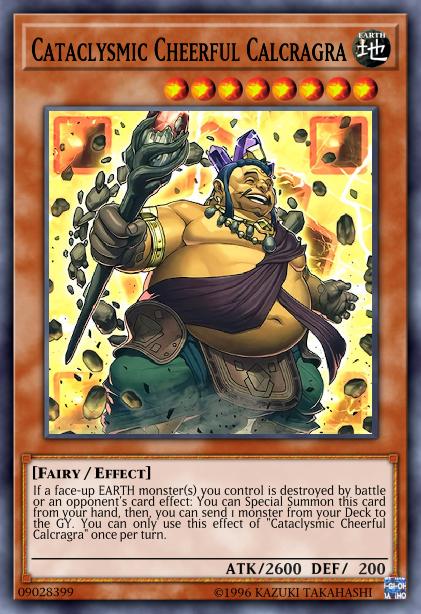 CATACLYSMIC CHEERFUL CALCRAGRA
EARTH
地
[FAIRY / EFFECT]
If a face-up EARTH monster(s) you control is destroyed by battle
or an opponent's card effect: You can Special Summon this card
from your hand, then, you can send 1 monster from your Deck to
the GY. You can only use this effect of "Cataclysmic Cheerful
Calcragra" once per turn.
ATK/2600 DEF/ 200
09028399
©1996 KAZUKI TAKAHASHI